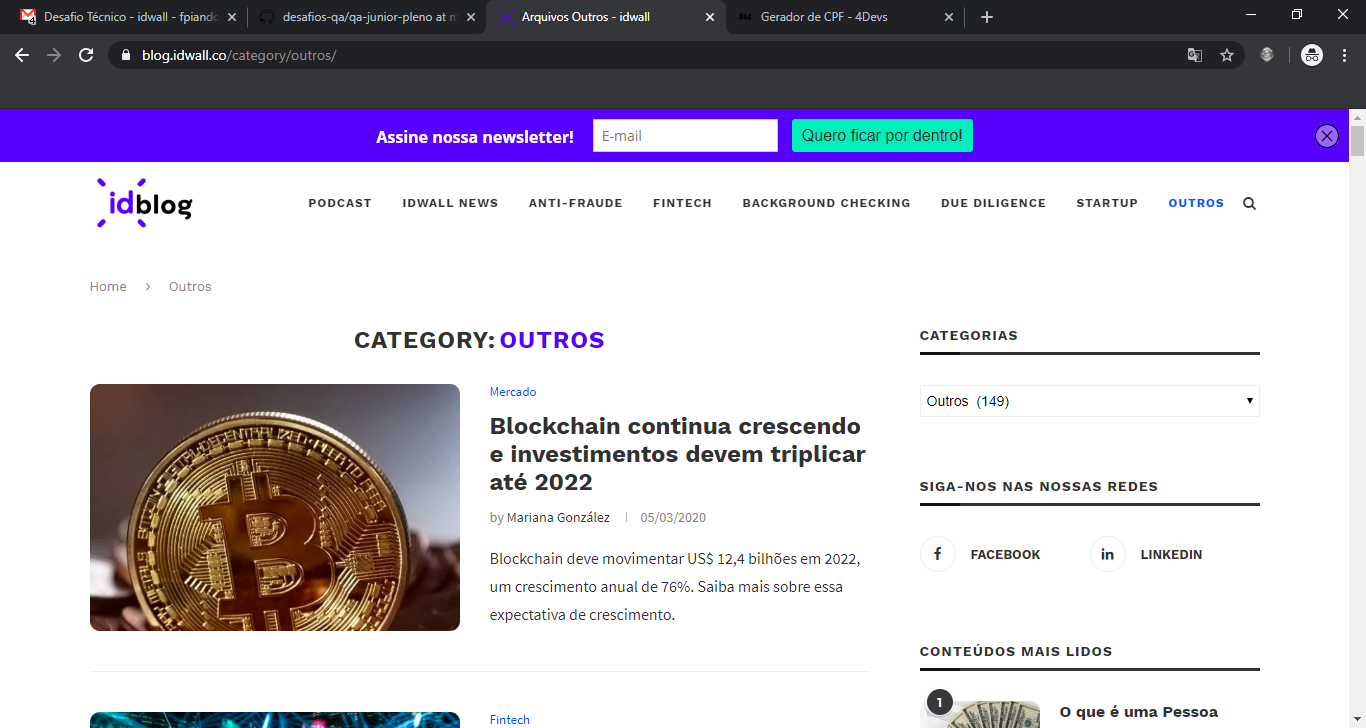 Desafio Técnico - idwall - fpiando
desafios-qa/qa-junior-pleno at m
Arquivos Outros - idwall
Gerador de CPF - 4Devs
blog.idwall.co/category/outros/
Assine nossa newsletter!
E-mail
Quero ficar por dentro!
idblog
PODCAST
IDWALL NEWS
ANTI-FRAUDE
FINTECH
BACKGROUND CHECKING
DUE DILIGENCE
STARTUP
OUTROS
Home > Outros
CATEGORY: OUTROS
Mercado
Blockchain continua crescendo
e investimentos devem triplicar
até 2022
by Mariana González
05/03/2020
Blockchain deve movimentar US$ 12,4 bilhões em 2022,
um crescimento anual de 76%. Saiba mais sobre essa
expectativa de crescimento.
Fintech
CATEGORIAS
Outros (149)
SIGA-NOS NAS NOSSAS REDES
FACEBOOK
LINKEDIN
CONTEÚDOS MAIS LIDOS
1
O que é uma Pessoa